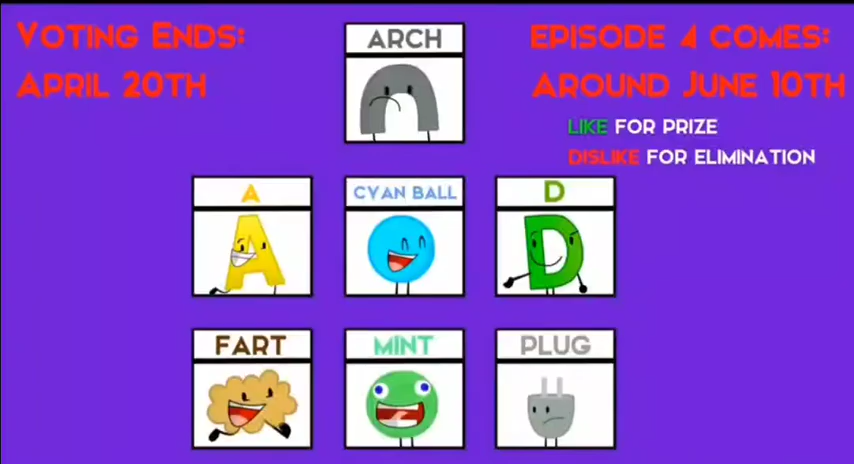 VOTING ENDS:
APRIL 20TH
ARCH
EPISODE 4 COMES:
AROUND JUNE 10TH
LIKE FOR PRIZE
DISLIKE FOR ELIMINATION
A
CYAN BALL
D
FART
MINT
PLUG